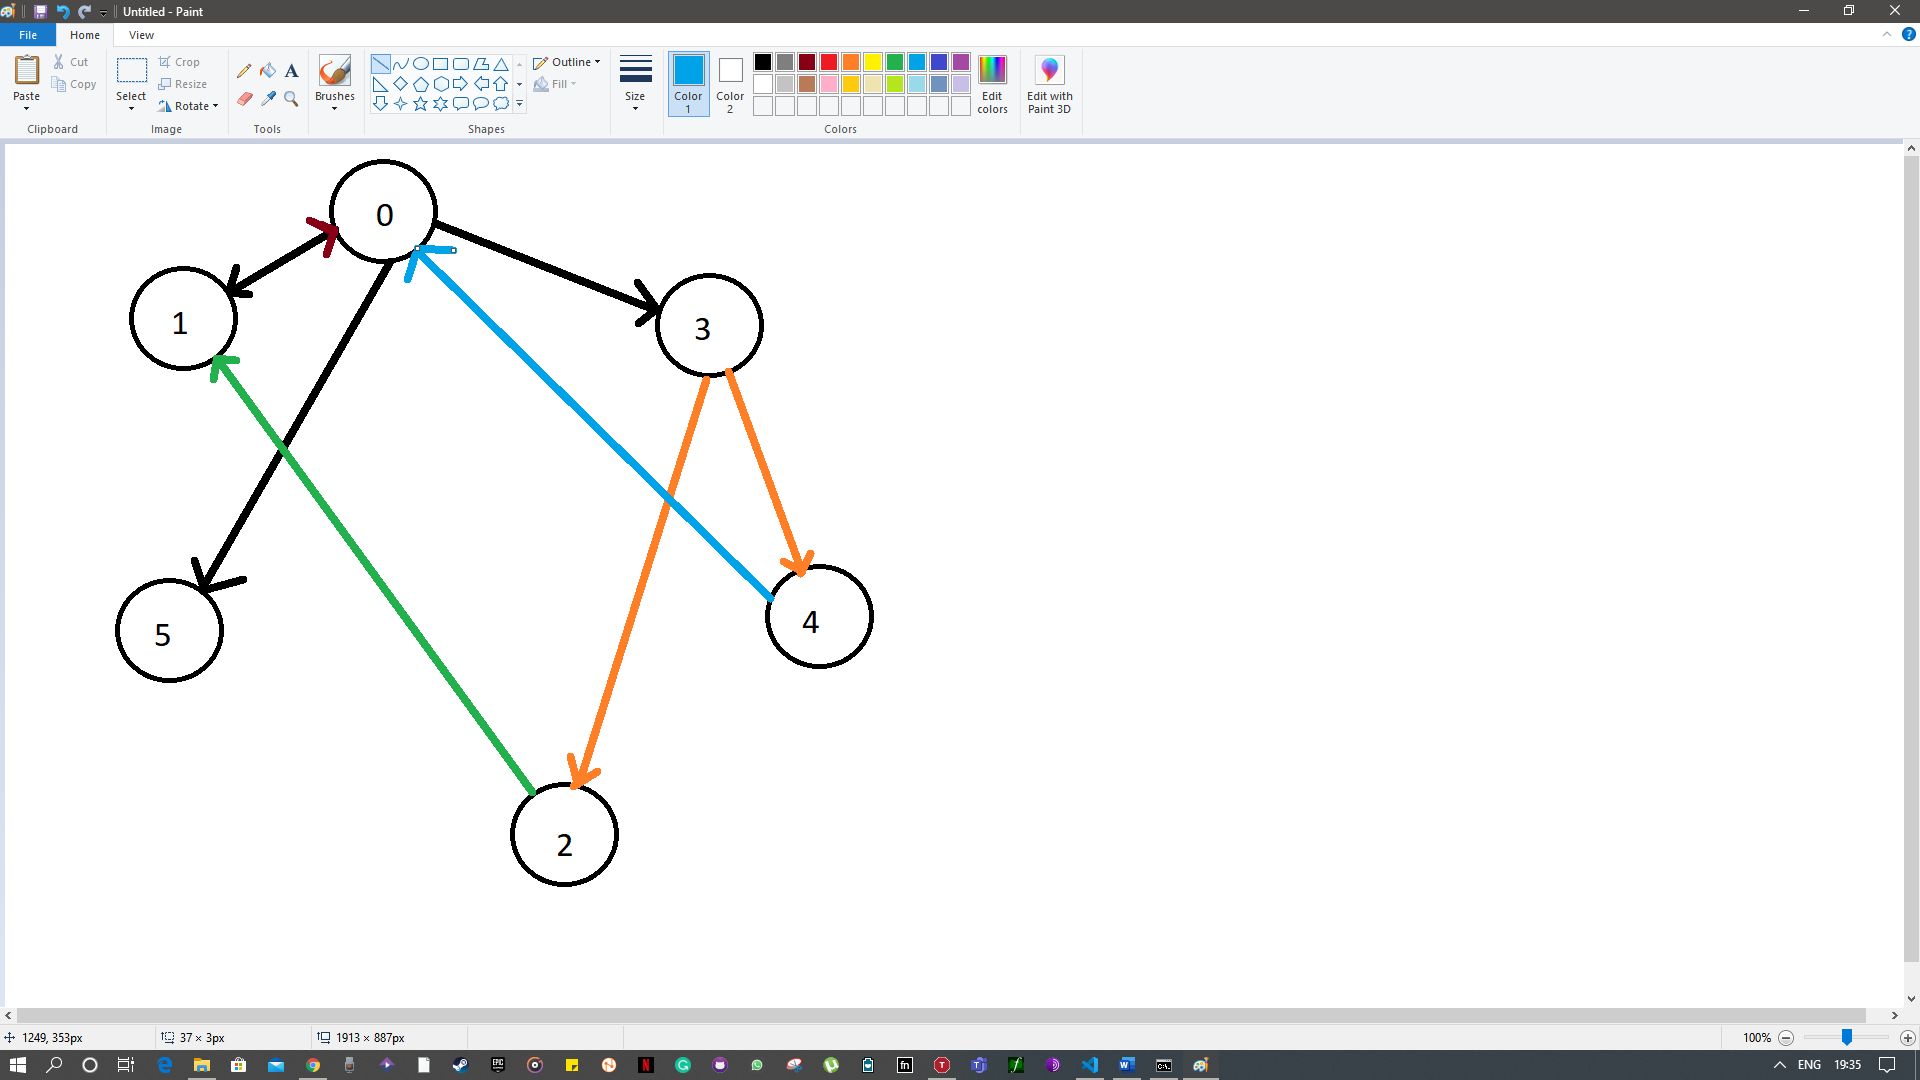 Untitled - Paint
File Home View
Paste Cut Copy
Clipboard
Select Crop Resize Rotate
Image
A
Tools
Brushes
Outline
Fill
Shapes
Size
Color 1
Color 2
Edit colors
Colors
Edit with Paint 3D
0
1
3
5
4
2
1249, 353px 37 × 3px 1913 × 887px 100%
ENG 19:35